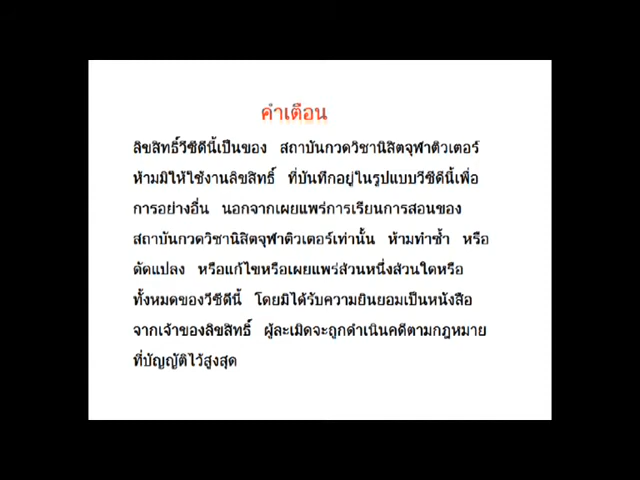 คำเตือน
ลิขสิทธิ์วีซีดีนี้เป็นของ สถาบันกวดวิชานิสิตจุฬาติวเตอร์
ห้ามมิให้ใช้งานลิขสิทธิ์ ที่บันทึกอยู่ในรูปแบบวีซีดีนี้เพื่อ
การอย่างอื่น นอกจากเผยแพร่การเรียนการสอนของ
สถาบันกวดวิชานิสิตจุฬาติวเตอร์เท่านั้น ห้ามทำซ้ำ หรือ
ดัดแปลง หรือแก้ไขหรือเผยแพร่ส่วนหนึ่งส่วนใดหรือ
ทั้งหมดของวีซีดีนี้ โดยมิได้รับความยินยอมเป็นหนังสือ
จากเจ้าของลิขสิทธิ์ ผู้ละเมิดจะถูกดำเนินคดีตามกฎหมาย
ที่บัญญัติไว้สูงสุด